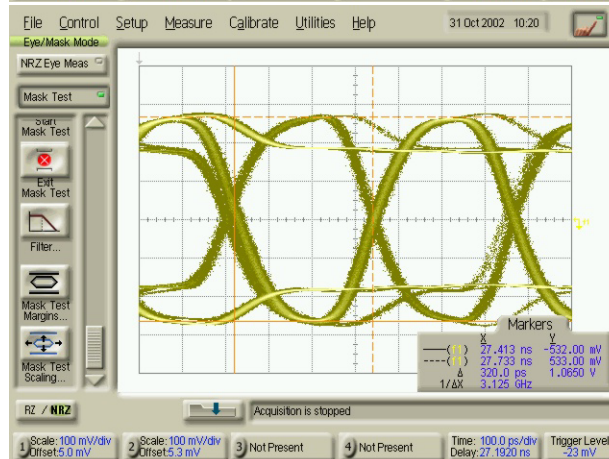 File Control Setup Measure Calibrate Utilities Help 31 Oct 2002 10:20
Eye/Mask Mode
NRZ Eye Meas
Mask Test
Start
Mask Test
Exit
Mask Test
Filter...
Mask Test
Margins...
Mask Test
Scaling...
Markers
X Y
——(f1) 27.413 ns -532.00 mV
----(f1) 27.733 ns 533.00 mV
Δ 320.0 ps 1.0650 V
1/ΔX 3.125 GHz
RZ / NRZ
Acquisition is stopped
1 Scale: 100 mV/div
Offset:5.0 mV
2 Scale: 100 mV/div
Offset:5.3 mV
3 Not Present
4 Not Present
Time: 100.0 ps/div
Delay:27.1920 ns
Trigger Level
-23 mV